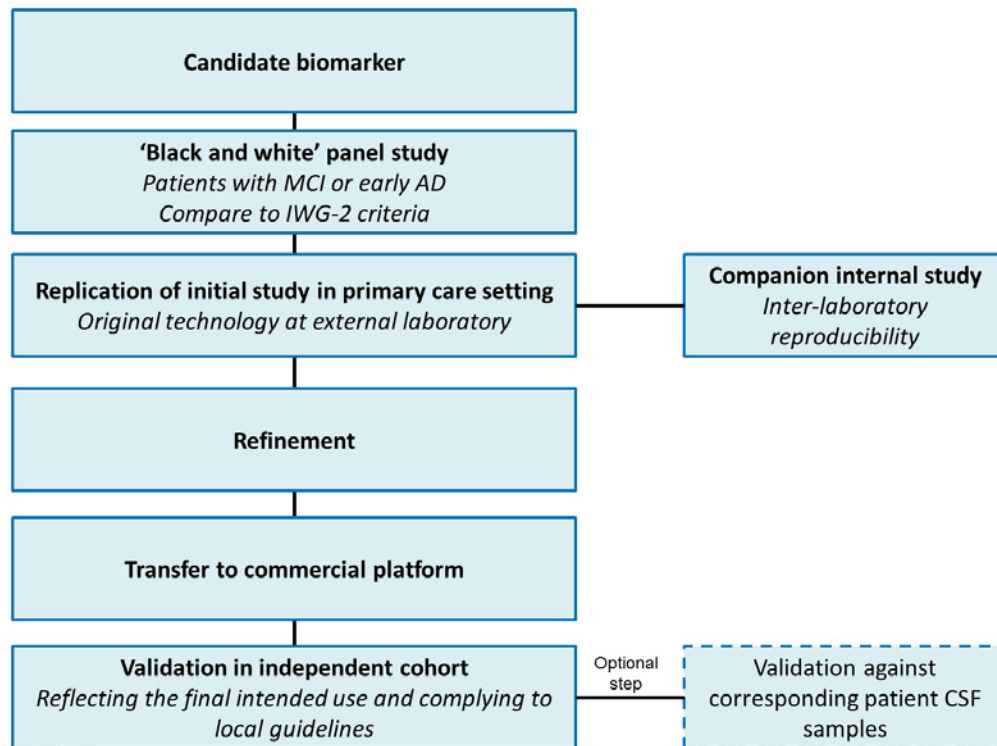 Candidate biomarker
‘Black and white’ panel study
Patients with MCI or early AD
Compare to IWG-2 criteria
Replication of initial study in primary care setting
Original technology at external laboratory
Companion internal study
Inter-laboratory
reproducibility
Refinement
Transfer to commercial platform
Validation in independent cohort
Reflecting the final intended use and complying to
local guidelines
Optional
step
Validation against
corresponding patient CSF
samples